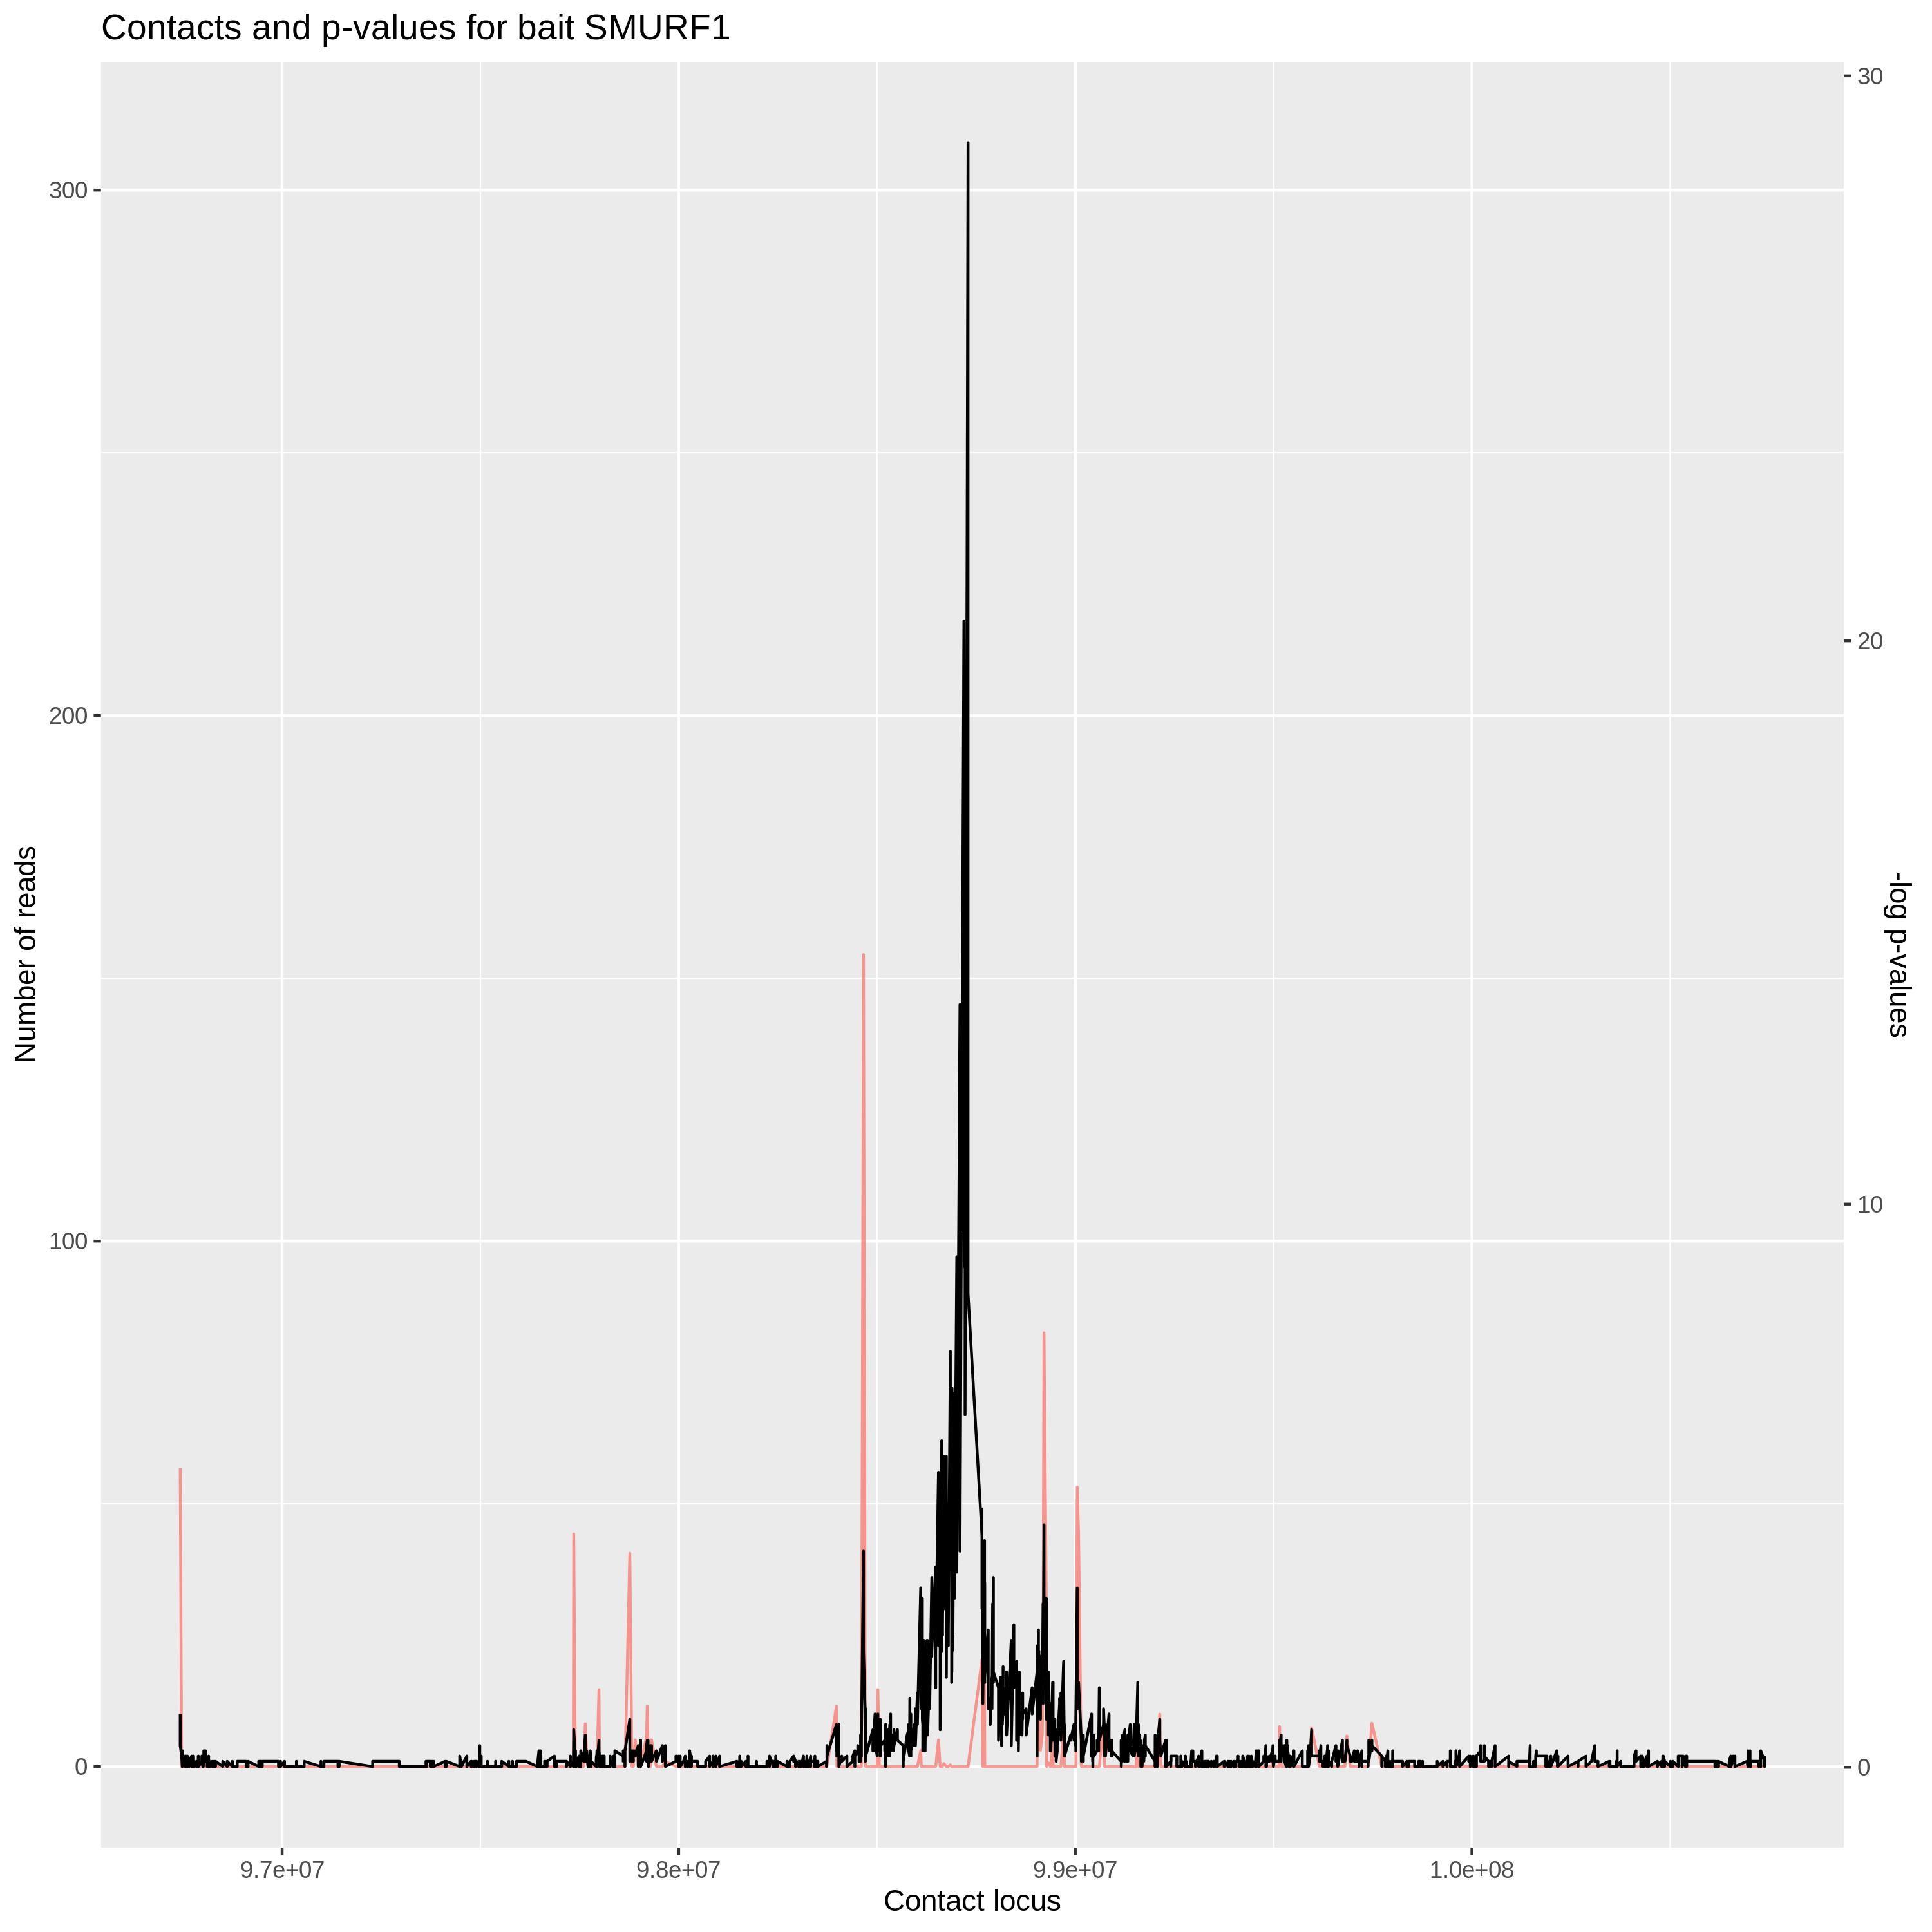 Contacts and p-values for bait SMURF1
30
300
20
200
Number of reads
-log p-values
10
100
0
0
9.7e+07
9.8e+07
9.9e+07
1.0e+08
Contact locus